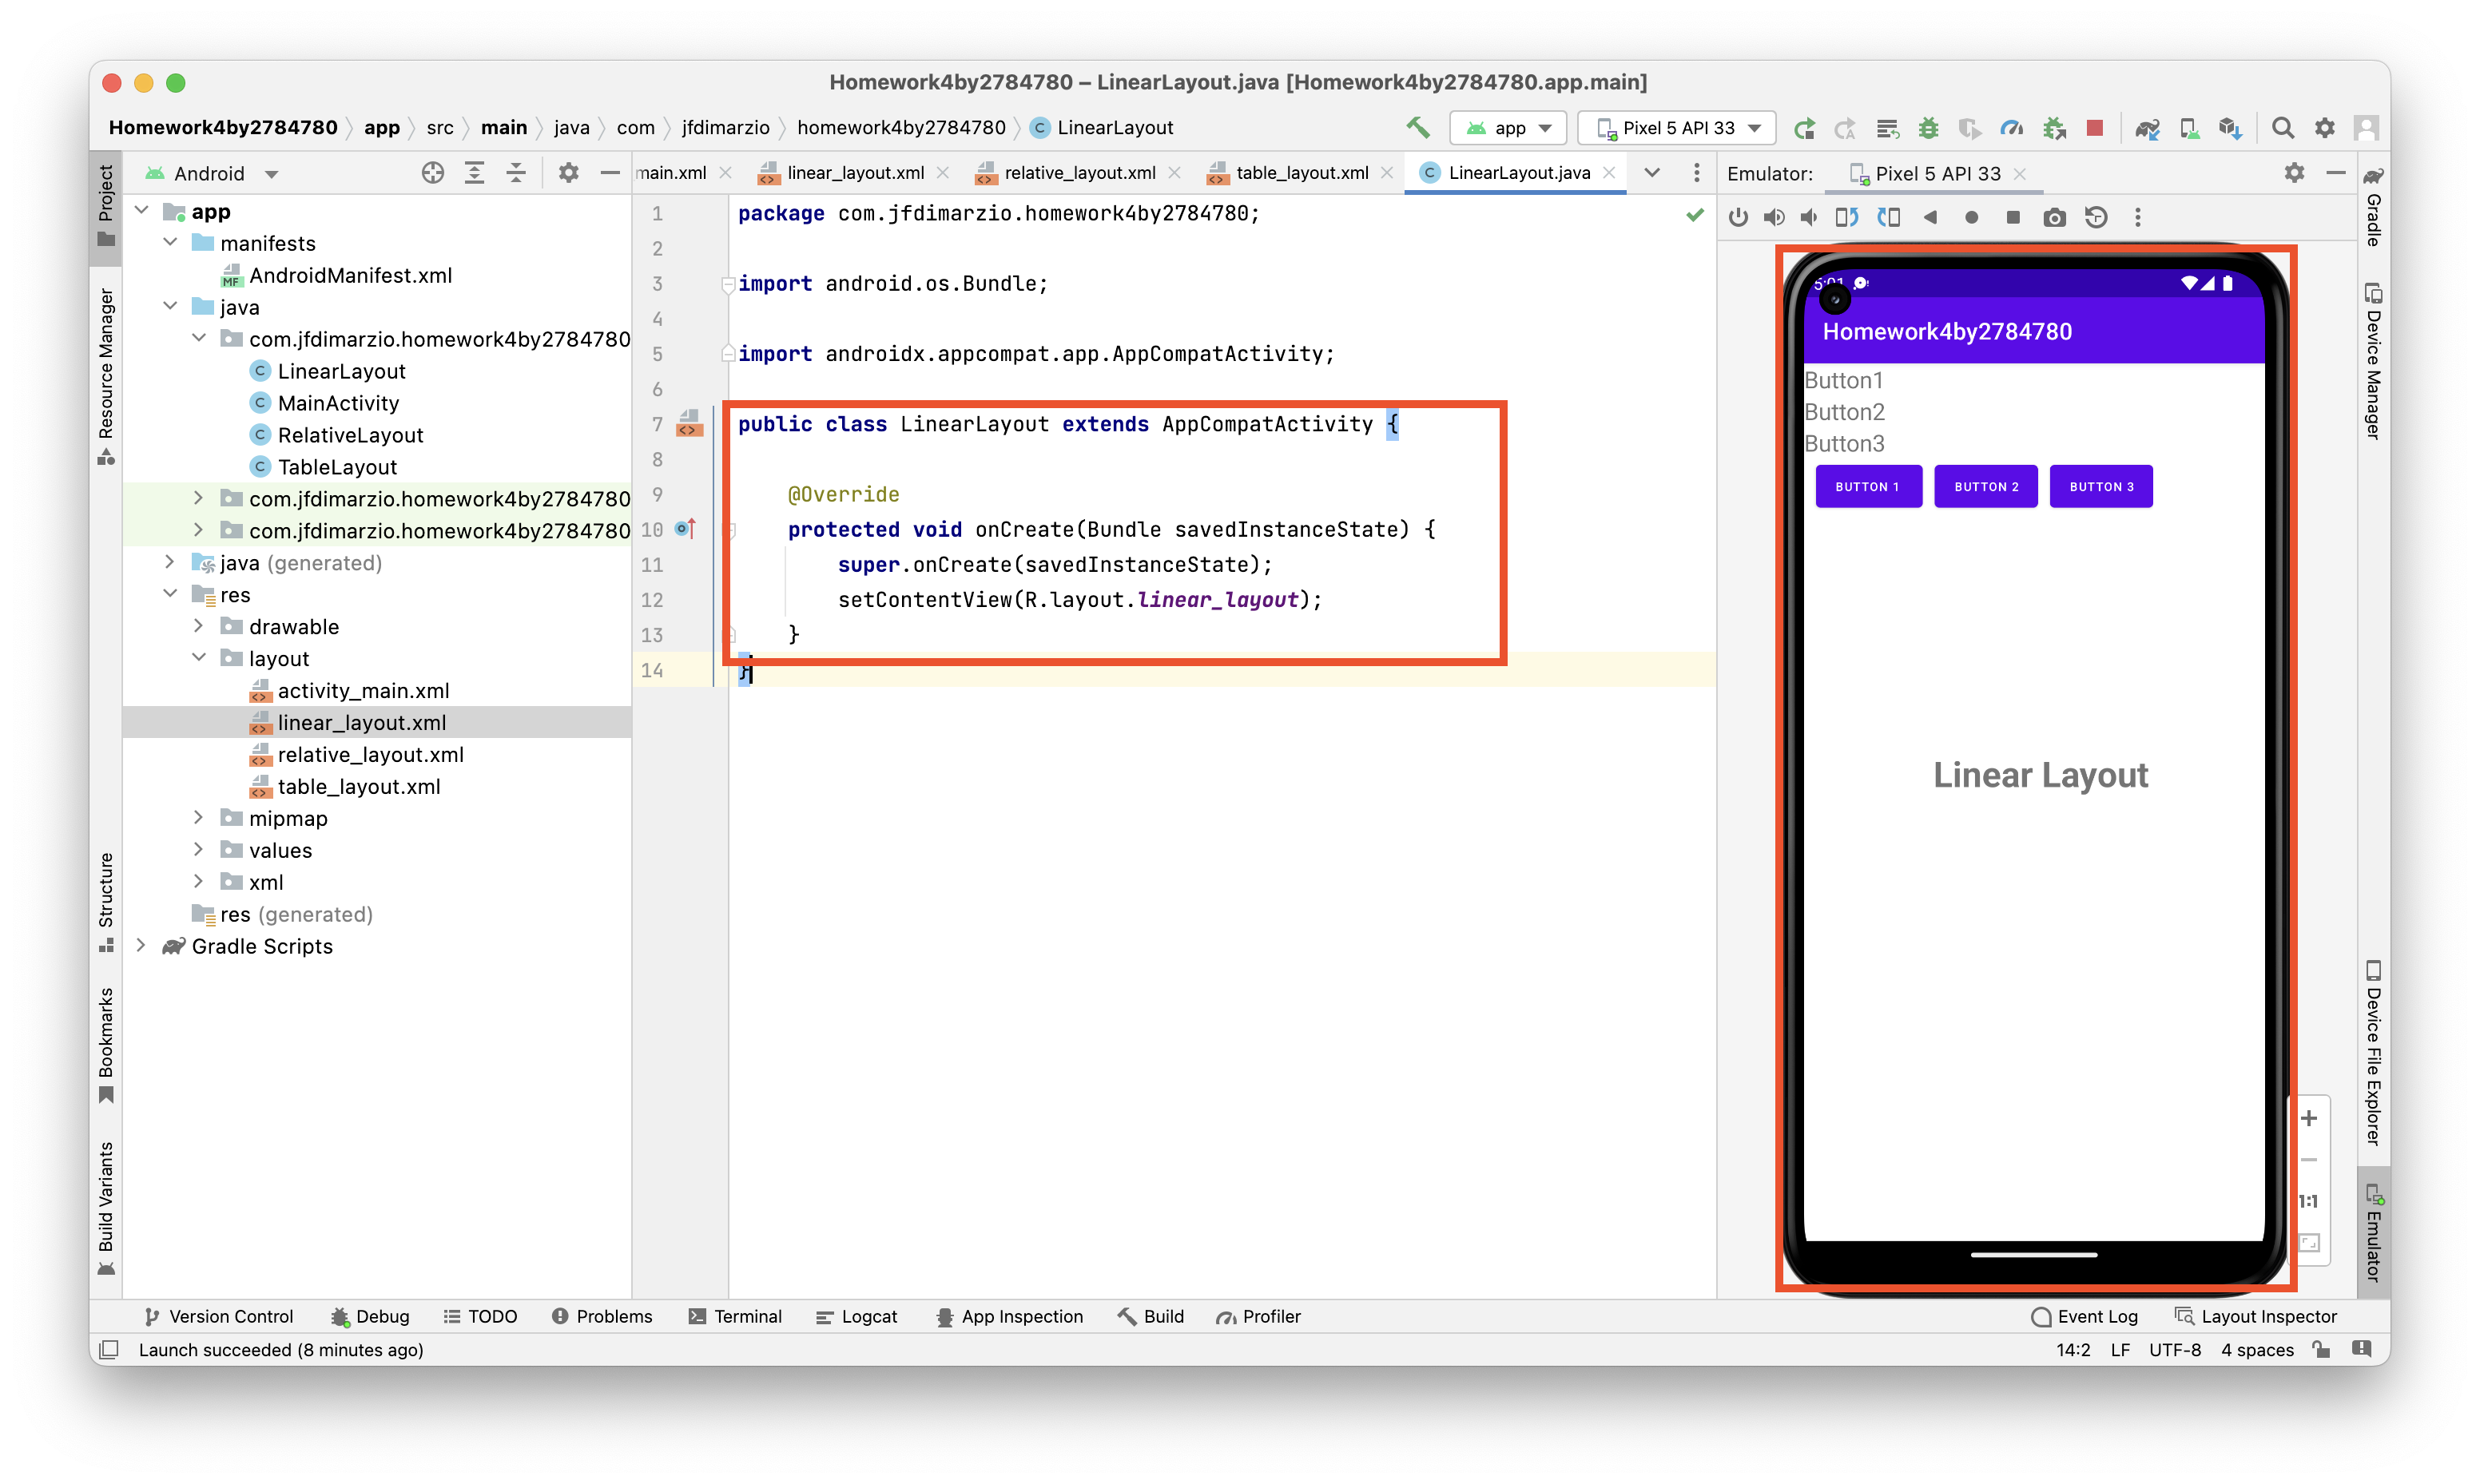 Homework4by2784780 – LinearLayout.java [Homework4by2784780.app.main]
Homework4by2784780 app src main java com jfdimarzio homework4by2784780 LinearLayout
app
Pixel 5 API 33
Project
Resource Manager
Structure
Bookmarks
Build Variants
Android
app
manifests
AndroidManifest.xml
java
com.jfdimarzio.homework4by2784780
LinearLayout
MainActivity
RelativeLayout
TableLayout
com.jfdimarzio.homework4by2784780
com.jfdimarzio.homework4by2784780
java (generated)
res
drawable
layout
activity_main.xml
linear_layout.xml
relative_layout.xml
table_layout.xml
mipmap
values
xml
res (generated)
Gradle Scripts
main.xml linear_layout.xml relative_layout.xml table_layout.xml LinearLayout.java
1 package com.jfdimarzio.homework4by2784780;
2
3 import android.os.Bundle;
4
5 import androidx.appcompat.app.AppCompatActivity;
6
7 public class LinearLayout extends AppCompatActivity {
8
9 @Override
10 protected void onCreate(Bundle savedInstanceState) {
11 super.onCreate(savedInstanceState);
12 setContentView(R.layout.linear_layout);
13 }
14 }
Emulator: Pixel 5 API 33
5:01
Homework4by2784780
Button1
Button2
Button3
BUTTON 1 BUTTON 2 BUTTON 3
Linear Layout
1:1
Gradle
Device Manager
Device File Explorer
Emulator
Version Control Debug TODO Problems Terminal Logcat App Inspection Build Profiler Event Log Layout Inspector
Launch succeeded (8 minutes ago) 14:2 LF UTF-8 4 spaces